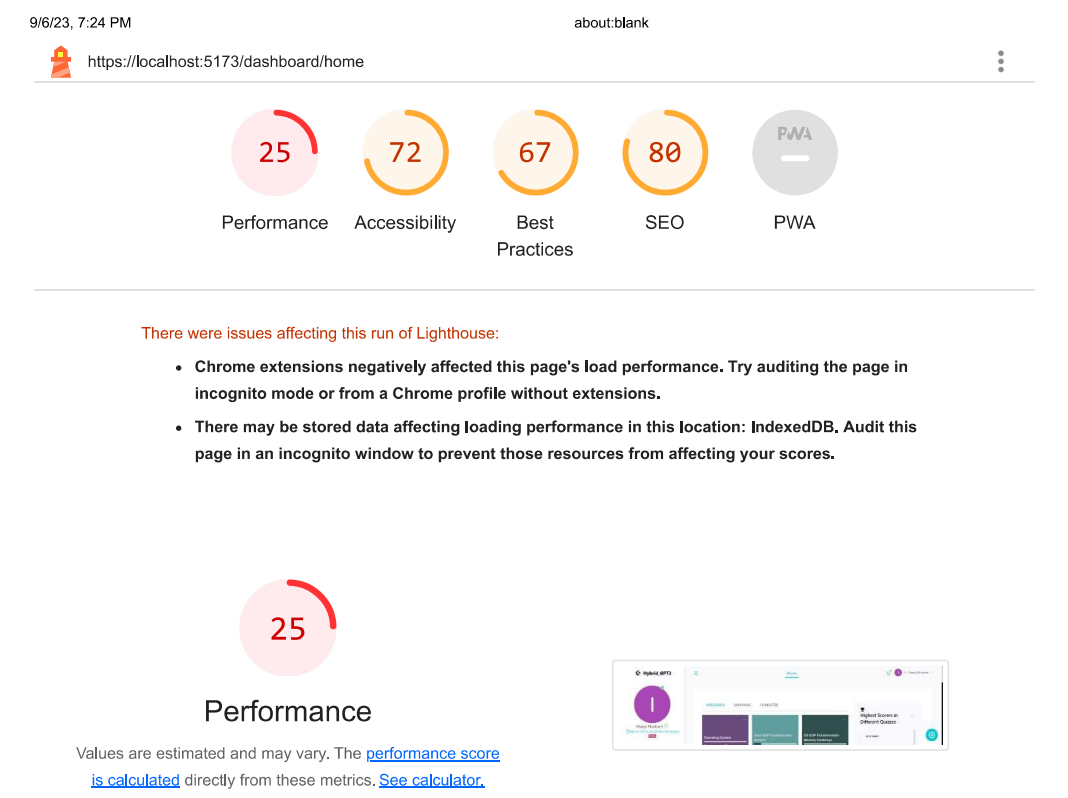 9/6/23, 7:24 PM
about:blank
https://localhost:5173/dashboard/home
25
72
67
80
PWA
Performance
Accessibility
Best
Practices
SEO
PWA
There were issues affecting this run of Lighthouse:
• Chrome extensions negatively affected this page's load performance. Try auditing the page in
incognito mode or from a Chrome profile without extensions.
• There may be stored data affecting loading performance in this location: IndexedDB. Audit this
page in an incognito window to prevent those resources from affecting your scores.
25
Performance
Values are estimated and may vary. The performance score
is calculated directly from these metrics. See calculator.
Hybrid_6PT3
Home
I
COMPLETED
Highest Scorers in
Different Quizzes
Operating System